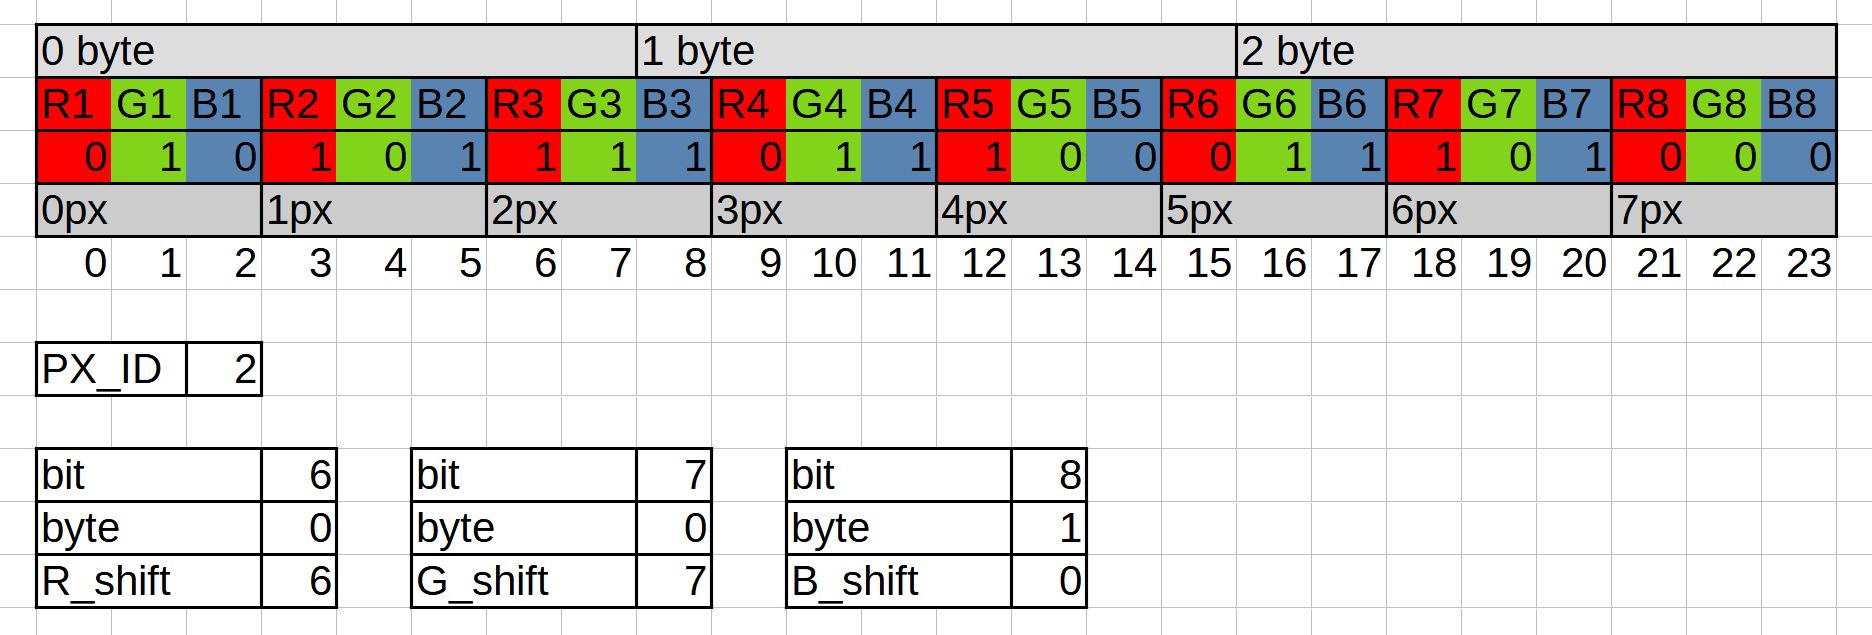 0 byte 1 byte 2 byte
R1 G1 B1 R2 G2 B2 R3 G3 B3 R4 G4 B4 R5 G5 B5 R6 G6 B6 R7 G7 B7 R8 G8 B8
0 1 0 1 0 1 1 1 1 0 1 1 1 0 0 0 1 1 1 0 1 0 0 0
0px 1px 2px 3px 4px 5px 6px 7px
0 1 2 3 4 5 6 7 8 9 10 11 12 13 14 15 16 17 18 19 20 21 22 23
PX_ID 2
bit 6 bit 7 bit 8
byte 0 byte 0 byte 1
R_shift 6 G_shift 7 B_shift 0